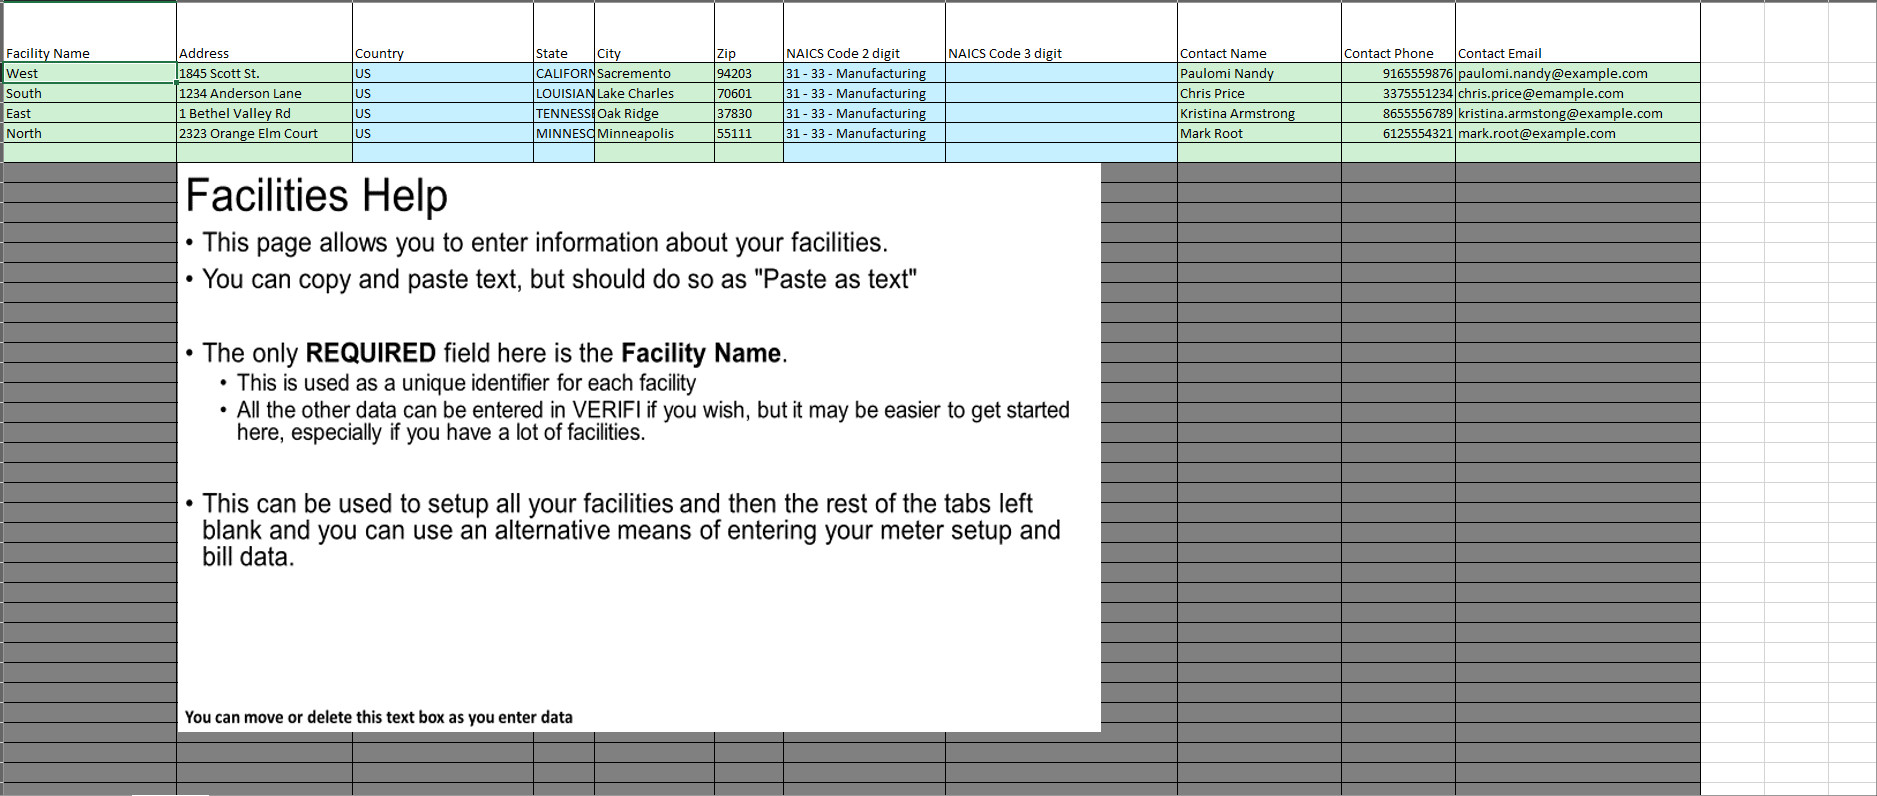 Facility Name Address Country State City Zip NAICS Code 2 digit NAICS Code 3 digit Contact Name Contact Phone Contact Email
West 1845 Scott St. US CALIFORN Sacremento 94203 31 - 33 - Manufacturing Paulomi Nandy 9165559876 paulomi.nandy@example.com
South 1234 Anderson Lane US LOUISIAN Lake Charles 70601 31 - 33 - Manufacturing Chris Price 3375551234 chris.price@emample.com
East 1 Bethel Valley Rd US TENNESSE Oak Ridge 37830 31 - 33 - Manufacturing Kristina Armstrong 8655556789 kristina.armstong@example.com
North 2323 Orange Elm Court US MINNESO Minneapolis 55111 31 - 33 - Manufacturing Mark Root 6125554321 mark.root@example.com
Facilities Help
• This page allows you to enter information about your facilities.
• You can copy and paste text, but should do so as "Paste as text"
• The only REQUIRED field here is the Facility Name.
• This is used as a unique identifier for each facility
• All the other data can be entered in VERIFI if you wish, but it may be easier to get started
here, especially if you have a lot of facilities.
• This can be used to setup all your facilities and then the rest of the tabs left
blank and you can use an alternative means of entering your meter setup and
bill data.
You can move or delete this text box as you enter data